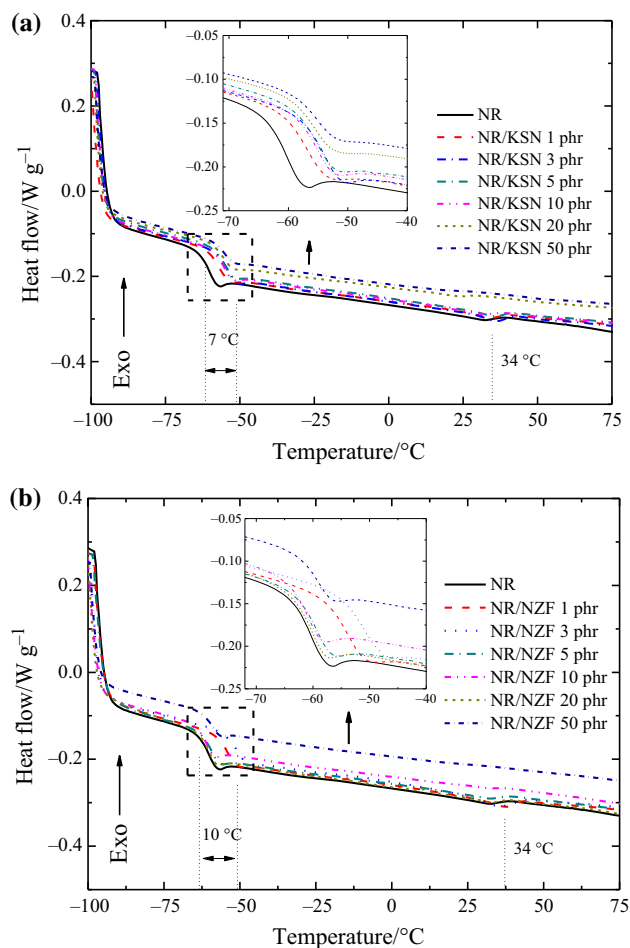 (a)
0.4
0.2
0.0
−0.2
−0.4
Heat flow/W g⁻¹
−0.05
−0.10
−0.15
−0.20
−0.25
−70
−60
−50
−40
NR
NR/KSN 1 phr
NR/KSN 3 phr
NR/KSN 5 phr
NR/KSN 10 phr
NR/KSN 20 phr
NR/KSN 50 phr
Exo
7 °C
34 °C
−100
−75
−50
−25
0
25
50
75
Temperature/°C
(b)
0.4
0.2
0.0
−0.2
−0.4
Heat flow/W g⁻¹
−0.05
−0.10
−0.15
−0.20
−0.25
−70
−60
−50
−40
NR
NR/NZF 1 phr
NR/NZF 3 phr
NR/NZF 5 phr
NR/NZF 10 phr
NR/NZF 20 phr
NR/NZF 50 phr
Exo
10 °C
34 °C
−100
−75
−50
−25
0
25
50
75
Temperature/°C